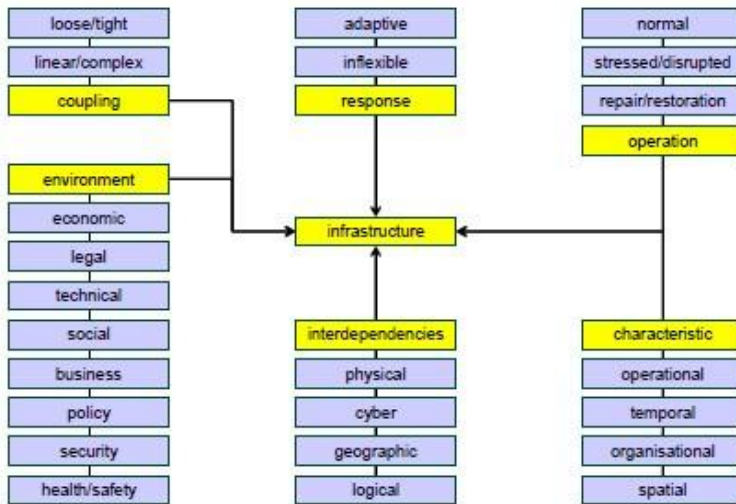 loose/tight
linear/complex
coupling
adaptive
inflexible
response
normal
stressed/disrupted
repair/restoration
operation
environment
economic
legal
technical
social
business
policy
security
health/safety
infrastructure
interdependencies
physical
cyber
geographic
logical
characteristic
operational
temporal
organisational
spatial